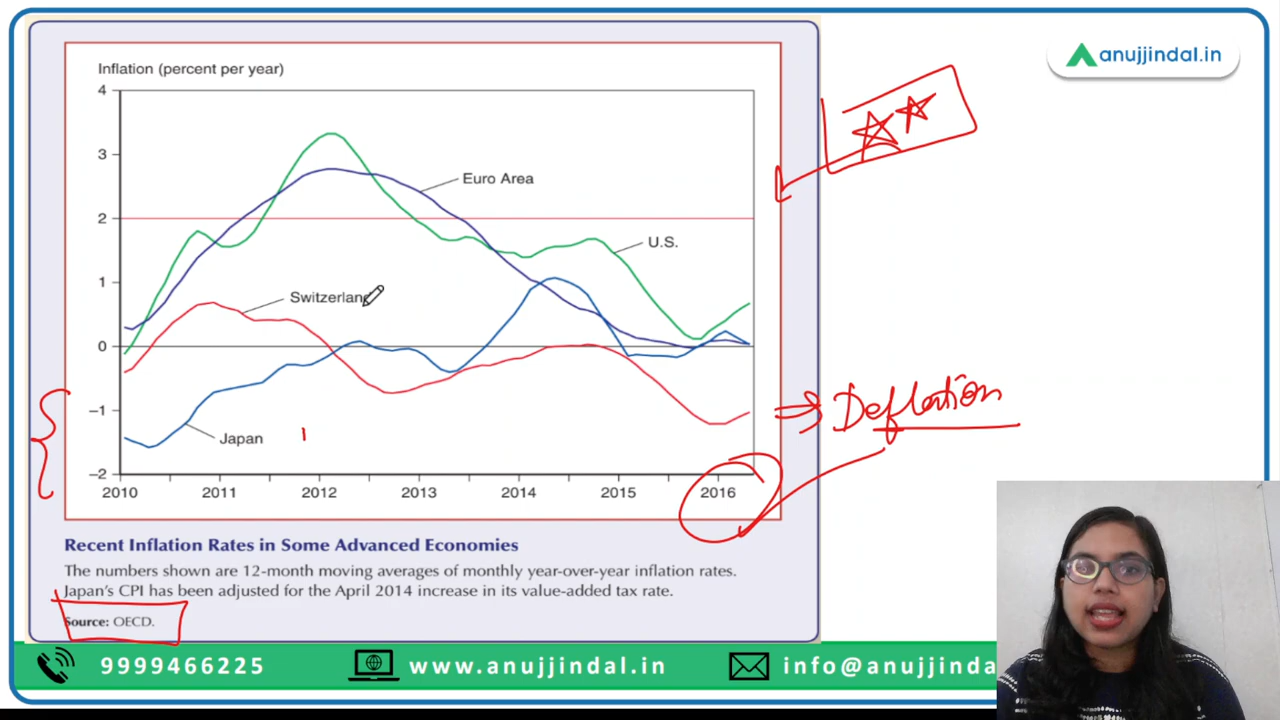 anujjindal.in
Inflation (percent per year)
4
3
2
1
0
−1
−2
Euro Area
U.S.
Switzerlan
Japan
2010 2011 2012 2013 2014 2015 2016
Deflation
Recent Inflation Rates in Some Advanced Economies
The numbers shown are 12-month moving averages of monthly year-over-year inflation rates.
Japan's CPI has been adjusted for the April 2014 increase in its value-added tax rate.
Source: OECD.
9999466225 www.anujjindal.in info@anujjinda